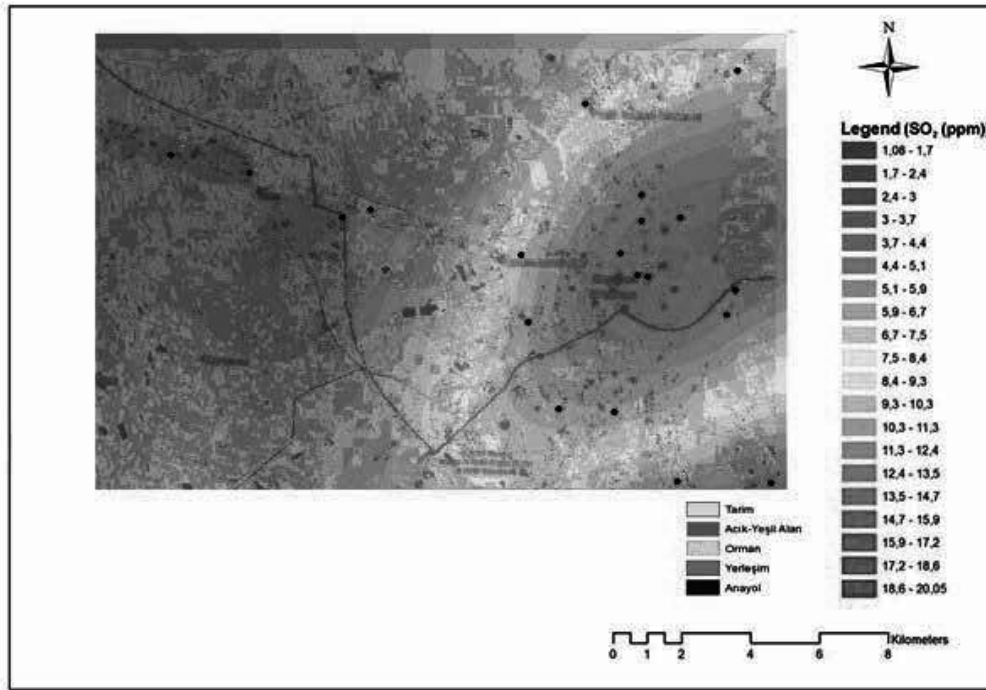 N
Legend (SO₂ (ppm)
1,08 - 1,7
1,7 - 2,4
2,4 - 3
3 - 3,7
3,7 - 4,4
4,4 - 5,1
5,1 - 5,9
5,9 - 6,7
6,7 - 7,5
7,5 - 8,4
8,4 - 9,3
9,3 - 10,3
10,3 - 11,3
11,3 - 12,4
12,4 - 13,5
13,5 - 14,7
14,7 - 15,9
15,9 - 17,2
17,2 - 18,6
18,6 - 20,05
Tarim
Acık-Yeşil Alan
Orman
Yerleşim
Anayol
Kilometers
0 1 2 4 6 8